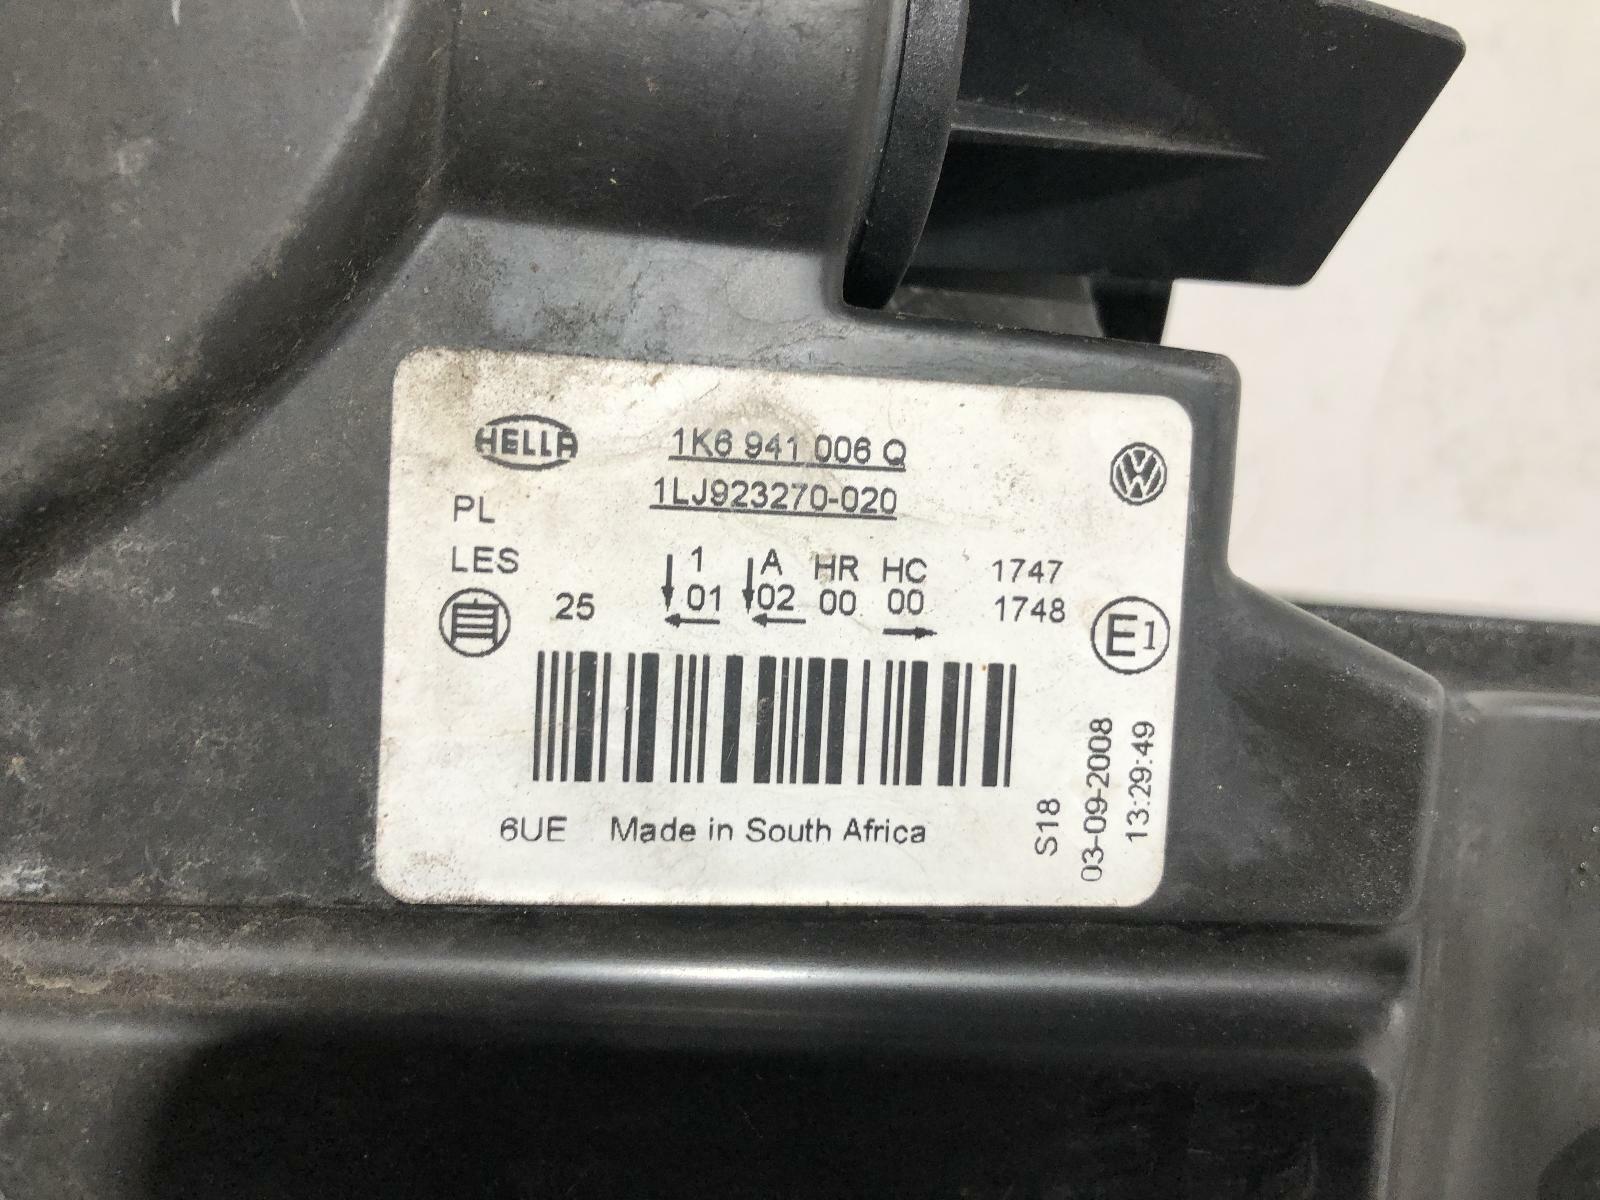 HELLA
1K6 941 006 Q
1LJ923270-020
PL
LES
1 A HR HC 1747
25 01 02 00 00 1748
E1
6UE Made in South Africa
S18
03-09-2008
13:29:49